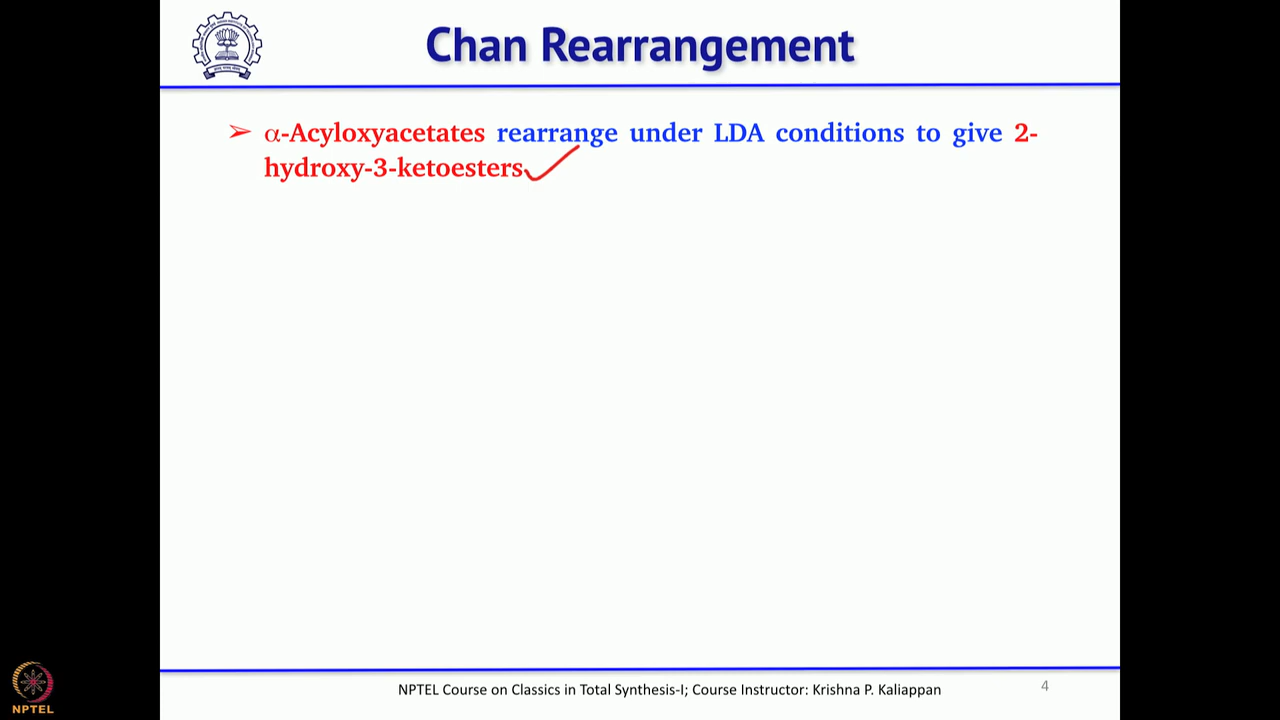 Chan Rearrangement
➢ α-Acyloxyacetates rearrange under LDA conditions to give 2-
hydroxy-3-ketoesters
NPTEL Course on Classics in Total Synthesis-I; Course Instructor: Krishna P. Kaliappan
4
NPTEL